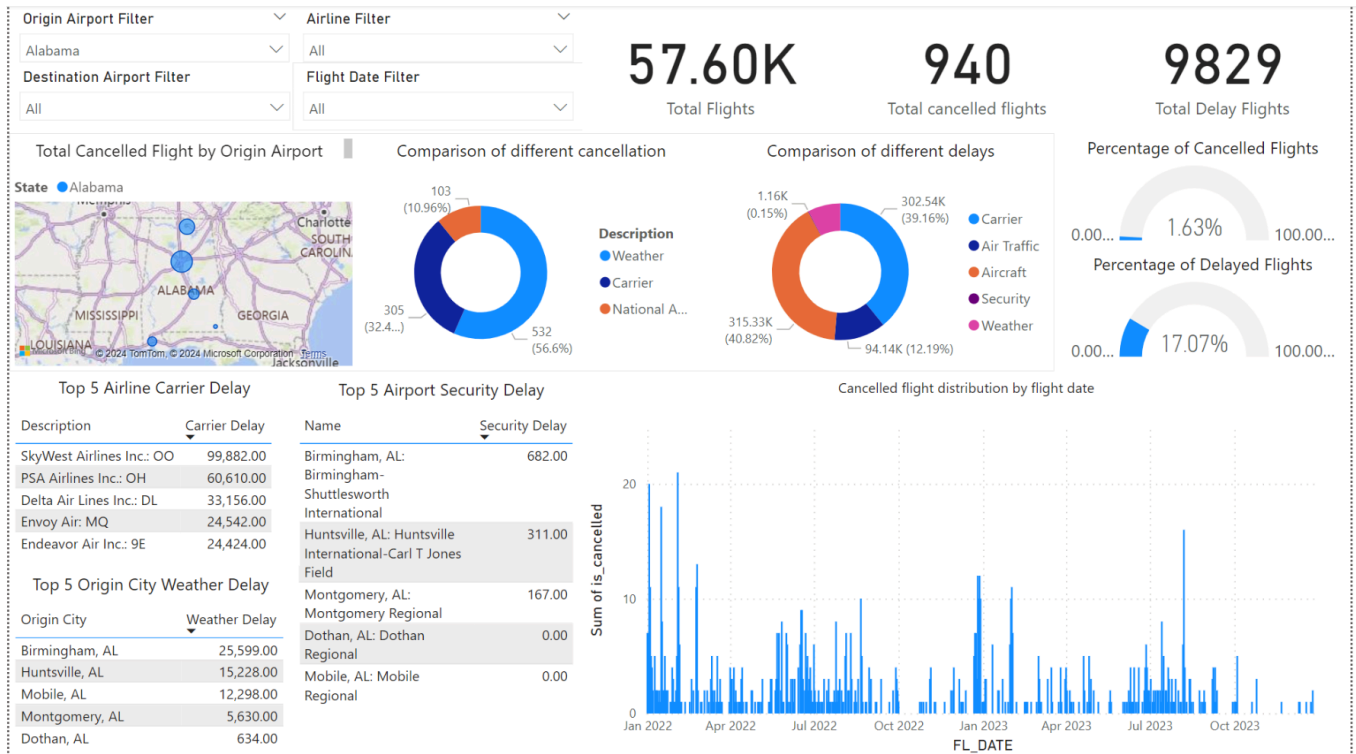 Origin Airport Filter
Alabama
Airline Filter
All
Destination Airport Filter
All
Flight Date Filter
All
57.60K
Total Flights
940
Total cancelled flights
9829
Total Delay Flights
Total Cancelled Flight by Origin Airport
State Alabama
Charlotte
SOUTH
CAROLIN
ALABAMA
MISSISSIPPI
GEORGIA
LOUISIANA
© 2024 TomTom, © 2024 Microsoft Corporation Terms
Jacksonville
Comparison of different cancellation
103
(10.96%)
305
(32.4...)
532
(56.6%)
Description
Weather
Carrier
National A...
Comparison of different delays
1.16K
(0.15%)
302.54K
(39.16%)
315.33K
(40.82%)
94.14K (12.19%)
Carrier
Air Traffic
Aircraft
Security
Weather
Percentage of Cancelled Flights
0.00...
1.63%
100.00...
Percentage of Delayed Flights
0.00...
17.07%
100.00...
Top 5 Airline Carrier Delay
Description Carrier Delay
SkyWest Airlines Inc.: OO 99,882.00
PSA Airlines Inc.: OH 60,610.00
Delta Air Lines Inc.: DL 33,156.00
Envoy Air: MQ 24,542.00
Endeavor Air Inc.: 9E 24,424.00
Top 5 Origin City Weather Delay
Origin City Weather Delay
Birmingham, AL 25,599.00
Huntsville, AL 15,228.00
Mobile, AL 12,298.00
Montgomery, AL 5,630.00
Dothan, AL 634.00
Top 5 Airport Security Delay
Name Security Delay
Birmingham, AL: 682.00
Birmingham-
Shuttlesworth
International
Huntsville, AL: Huntsville 311.00
International-Carl T Jones
Field
Montgomery, AL: 167.00
Montgomery Regional
Dothan, AL: Dothan 0.00
Regional
Mobile, AL: Mobile 0.00
Regional
Cancelled flight distribution by flight date
Sum of is_cancelled
20
10
0
Jan 2022 Apr 2022 Jul 2022 Oct 2022 Jan 2023 Apr 2023 Jul 2023 Oct 2023
FL_DATE